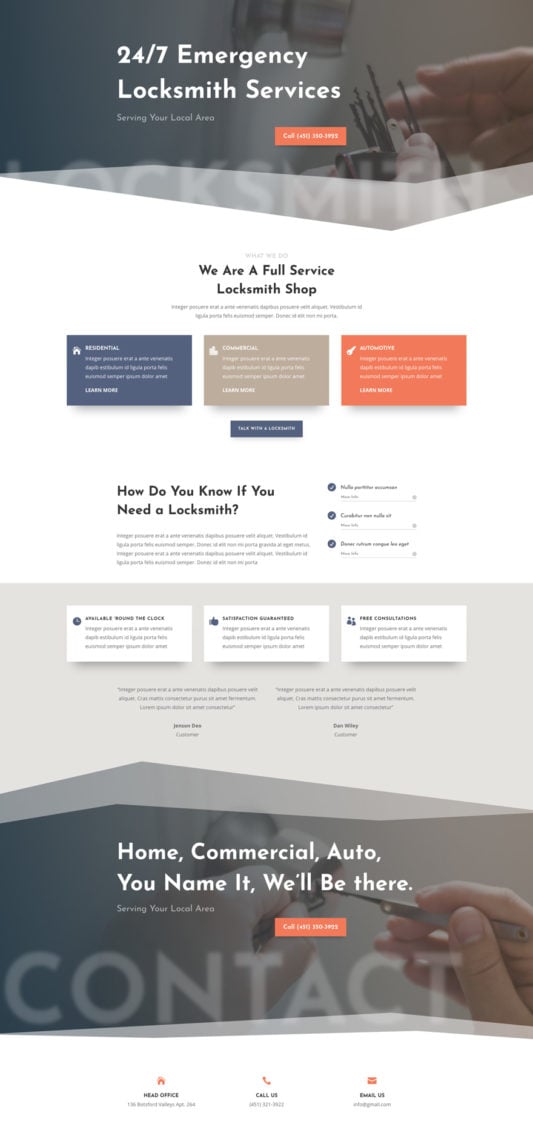 24/7 Emergency
Locksmith Services
Serving Your Local Area
Call (451) 350-3922
LOCKSMITH
WHAT WE DO
We Are A Full Service
Locksmith Shop
Integer posuere erat a ante venenatis dapibus posuere velit aliquet. Vestibulum id
ligula porta felis euismod semper. Donec id elit non mi porta.
RESIDENTIAL
Integer posuere erat a ante venenatis
dapib estibulum id ligula porta felis
euismod semper ipsum dolor amet
LEARN MORE
COMMERCIAL
Integer posuere erat a ante venenatis
dapib estibulum id ligula porta felis
euismod semper ipsum dolor amet
LEARN MORE
AUTOMOTIVE
Integer posuere erat a ante venenatis
dapib estibulum id ligula porta felis
euismod semper ipsum dolor amet
LEARN MORE
TALK WITH A LOCKSMITH
How Do You Know If You
Need a Locksmith?
Integer posuere erat a ante venenatis dapibus posuere velit aliquet. Vestibulum id
ligula porta felis euismod semper. Donec id elit non mi porta gravida at eget metus.
Integer posuere erat a ante venenatis dapibus posuere velit aliquet. Vestibulum id
ligula porta felis euismod semper. Donec id elit non mi porta
Nulla porttitor accumsan
More Info
Curabitur non nulla sit
More Info
Donec rutrum congue leo eget
More Info
AVAILABLE 'ROUND THE CLOCK
Integer posuere erat a ante venenatis
dapib estibulum id ligula porta felis
euismod semper ipsum dolor amet
SATISFACTION GUARANTEED
Integer posuere erat a ante venenatis
dapib estibulum id ligula porta felis
euismod semper ipsum dolor amet
FREE CONSULTATIONS
Integer posuere erat a ante venenatis
dapib estibulum id ligula porta felis
euismod semper ipsum dolor amet
"Integer posuere erat a ante venenatis dapibus posuere velit
aliquet. Cras mattis consectetur purus sit amet fermentum.
Lorem ipsum dolor sit amet consectetur"
Jenson Dex
Customer
"Integer posuere erat a ante venenatis dapibus posuere velit
aliquet. Cras mattis consectetur purus sit amet fermentum.
Lorem ipsum dolor sit amet consectetur"
Dan Wiley
Customer
Home, Commercial, Auto,
You Name It, We'll Be there.
Serving Your Local Area
Call (451) 350-3922
CONTACT
HEAD OFFICE
136 Botsford Valleys Apt. 264
CALL US
(451) 321-3922
EMAIL US
info@gmail.com